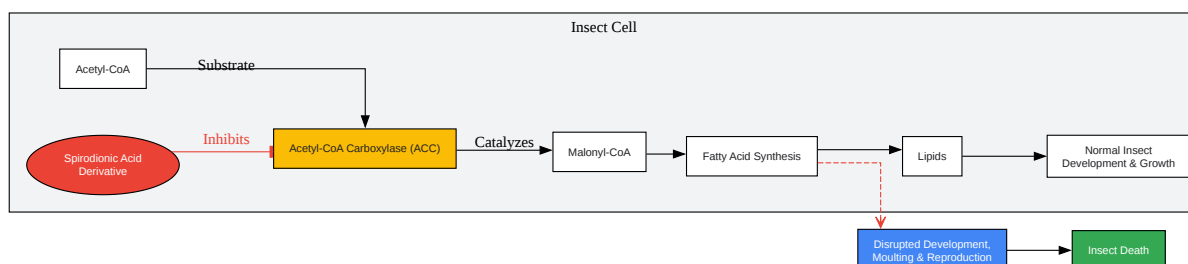 Insect Cell
Acetyl-CoA
Substrate
Spirodionic Acid
Derivative
Inhibits
Acetyl-CoA Carboxylase (ACC)
Catalyzes
Malonyl-CoA
Fatty Acid Synthesis
Lipids
Normal Insect
Development & Growth
Disrupted Development,
Moulting & Reproduction
Insect Death